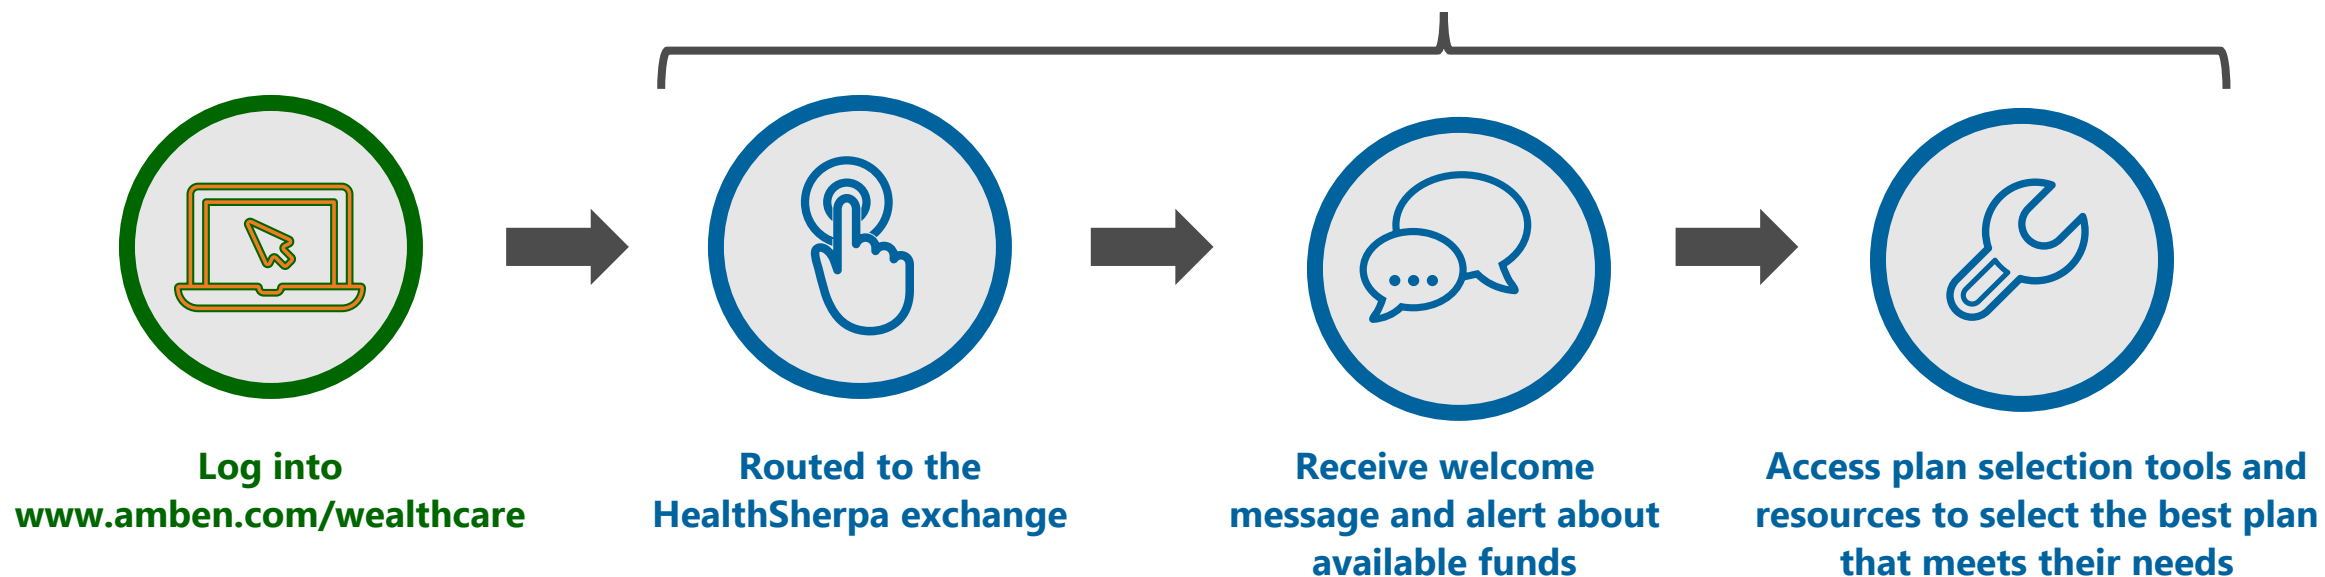 Log into
www.amben.com/wealthcare
Routed to the
HealthSherpa exchange
Receive welcome
message and alert about
available funds
Access plan selection tools and
resources to select the best plan
that meets their needs